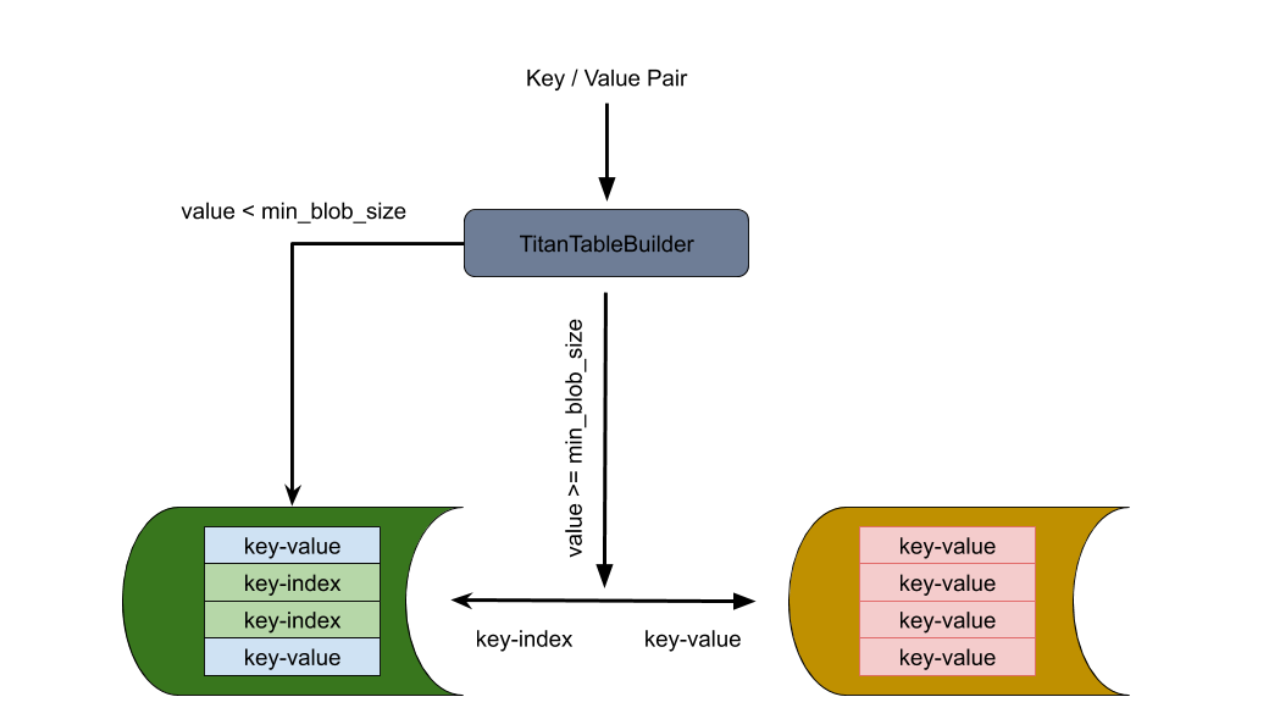 Key / Value Pair
value < min_blob_size
TitanTableBuilder
value >= min_blob_size
key-value
key-index
key-index
key-value
key-index
key-value
key-value
key-value
key-value
key-value